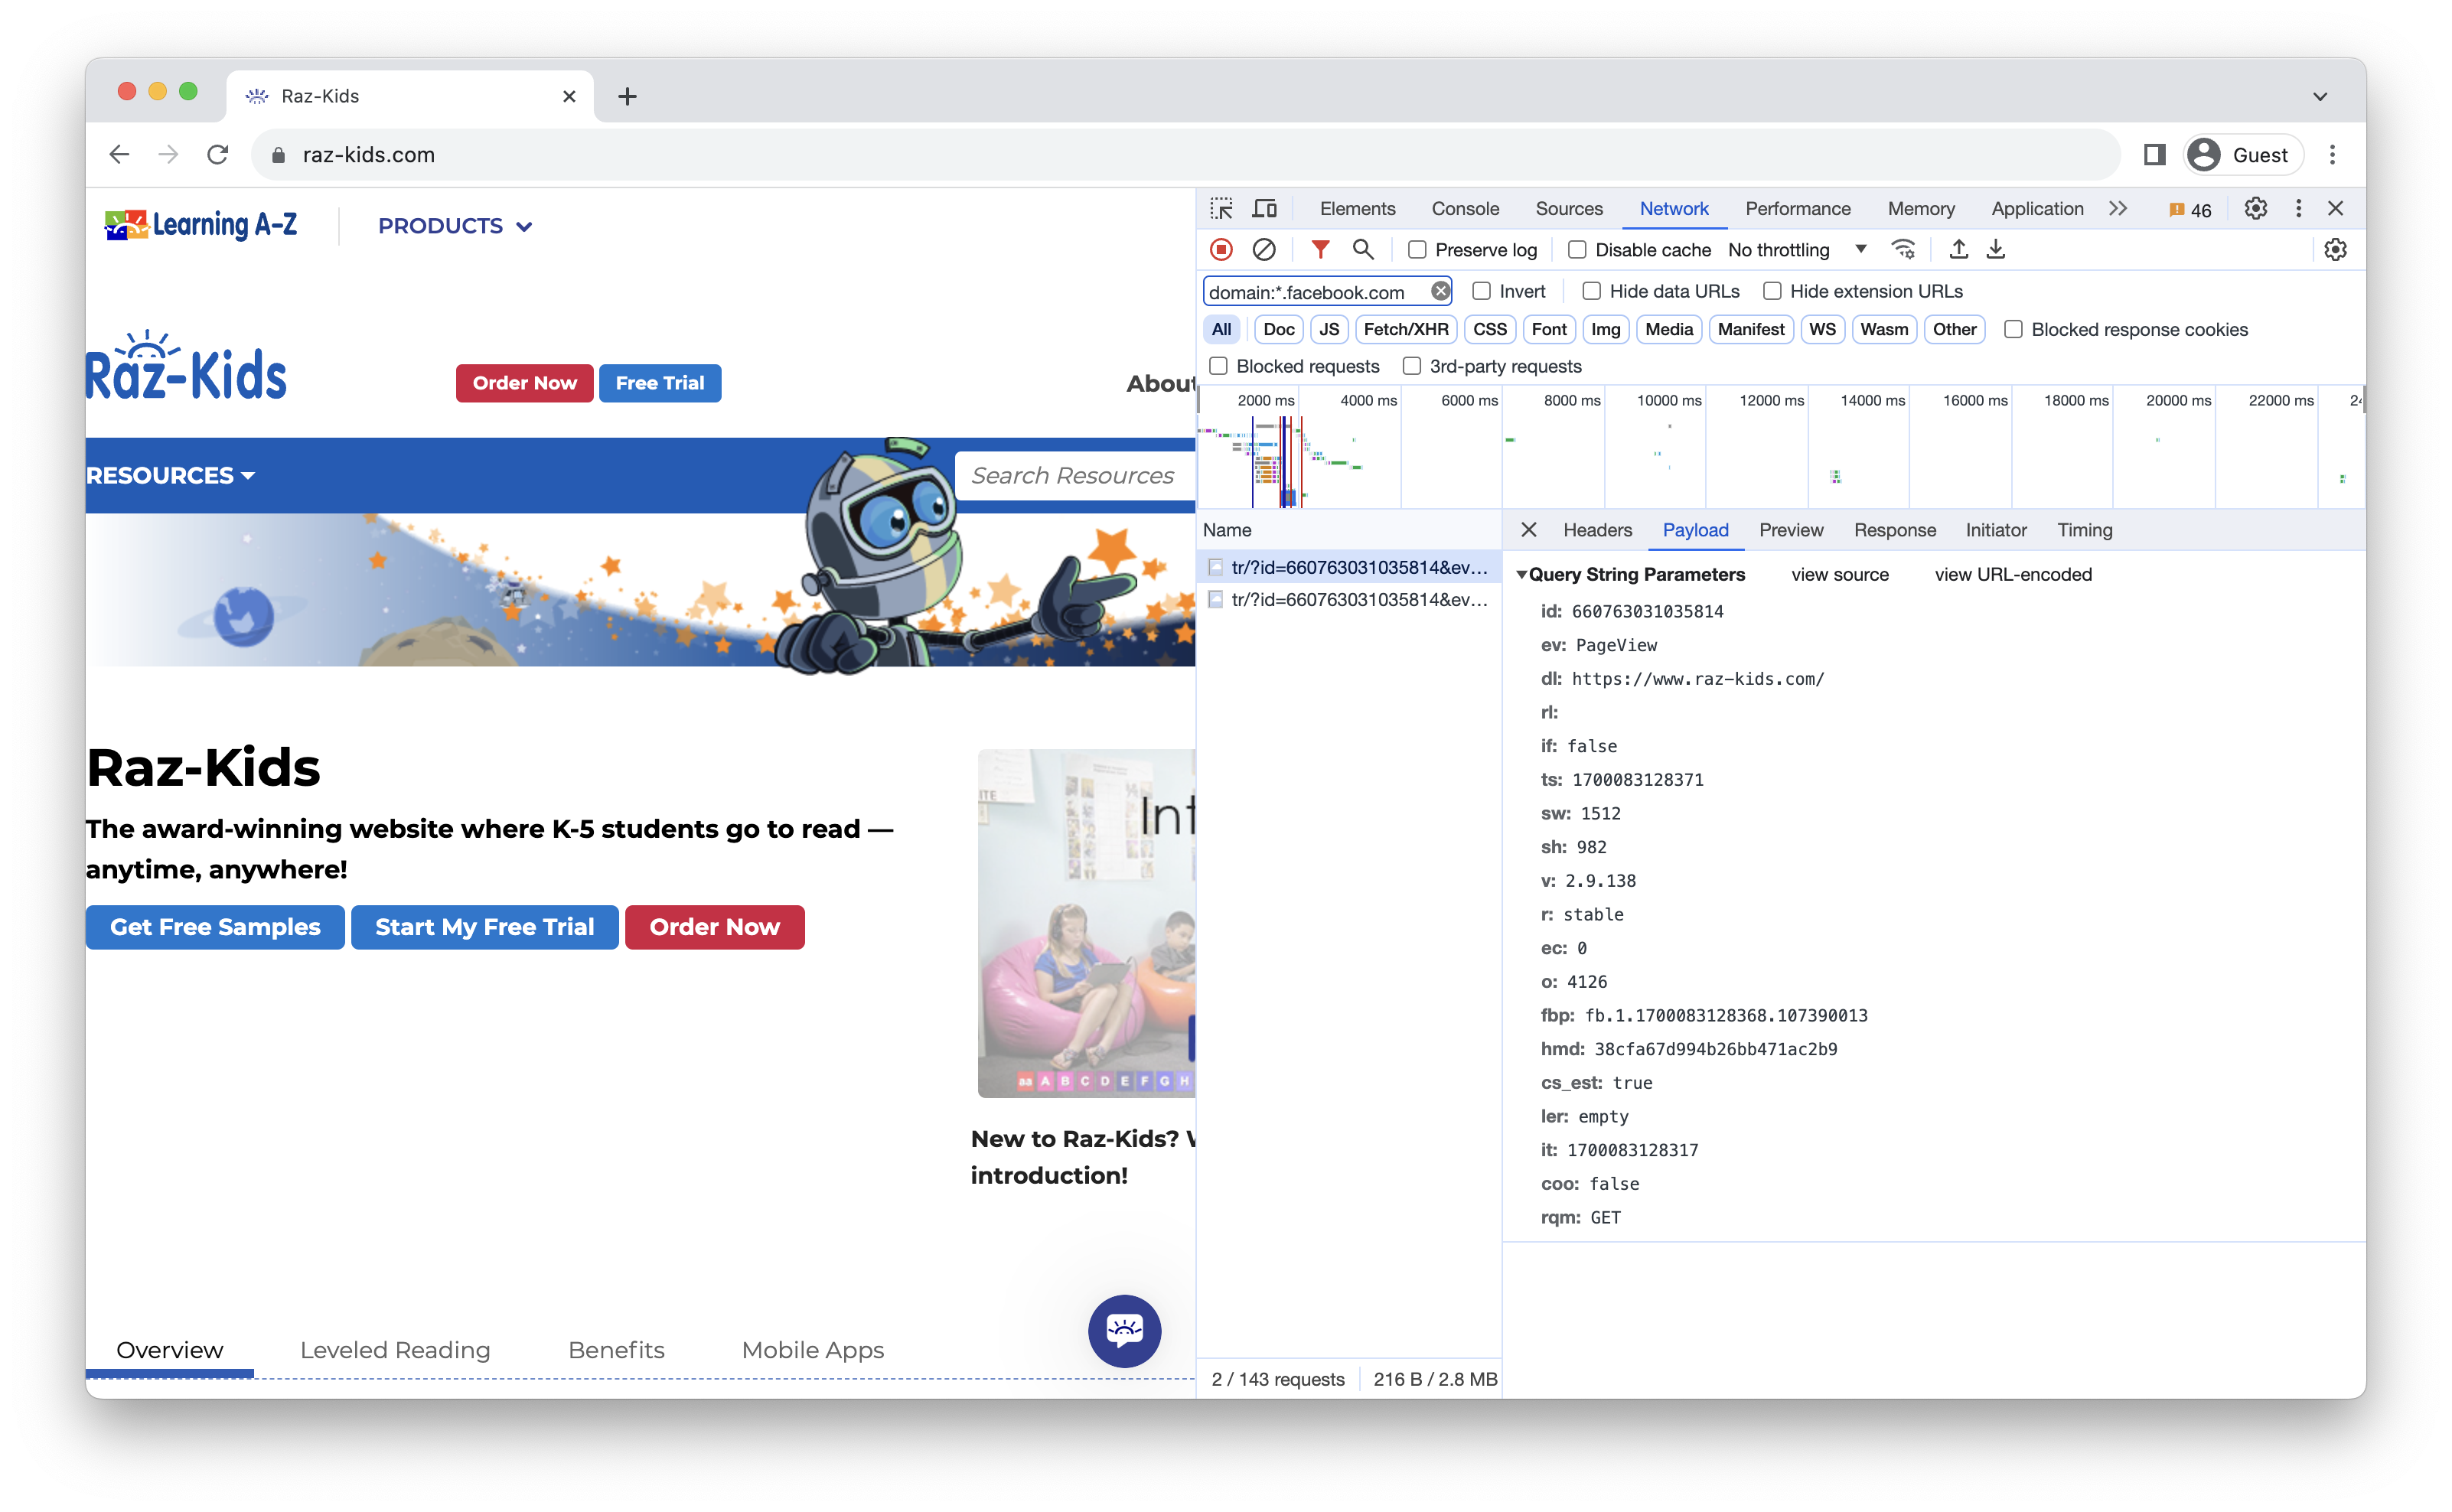 Raz-Kids
raz-kids.com
Guest
Learning A-Z
PRODUCTS
Raz-Kids
Order Now
Free Trial
RESOURCES
Search Resources
ITE
Raz-Kids
The award-winning website where K-5 students go to read —
anytime, anywhere!
Get Free Samples
Start My Free Trial
Order Now
aa A B C D E F G H
New to Raz-Kids?
introduction!
Overview
Leveled Reading
Benefits
Mobile Apps
Elements Console Sources Network Performance Memory Application 46
Preserve log Disable cache No throttling
domain:*.facebook.com Invert Hide data URLs Hide extension URLs
All Doc JS Fetch/XHR CSS Font Img Media Manifest WS Wasm Other Blocked response cookies
Blocked requests 3rd-party requests
2000 ms 4000 ms 6000 ms 8000 ms 10000 ms 12000 ms 14000 ms 16000 ms 18000 ms 20000 ms 22000 ms
Name
tr/?id=660763031035814&ev…
tr/?id=660763031035814&ev…
2 / 143 requests 216 B / 2.8 MB
Headers Payload Preview Response Initiator Timing
Query String Parameters view source view URL-encoded
id: 660763031035814
ev: PageView
dl: https://www.raz-kids.com/
rl:
if: false
ts: 1700083128371
sw: 1512
sh: 982
v: 2.9.138
r: stable
ec: 0
o: 4126
fbp: fb.1.1700083128368.107390013
hmd: 38cfa67d994b26bb471ac2b9
cs_est: true
ler: empty
it: 1700083128317
coo: false
rqm: GET